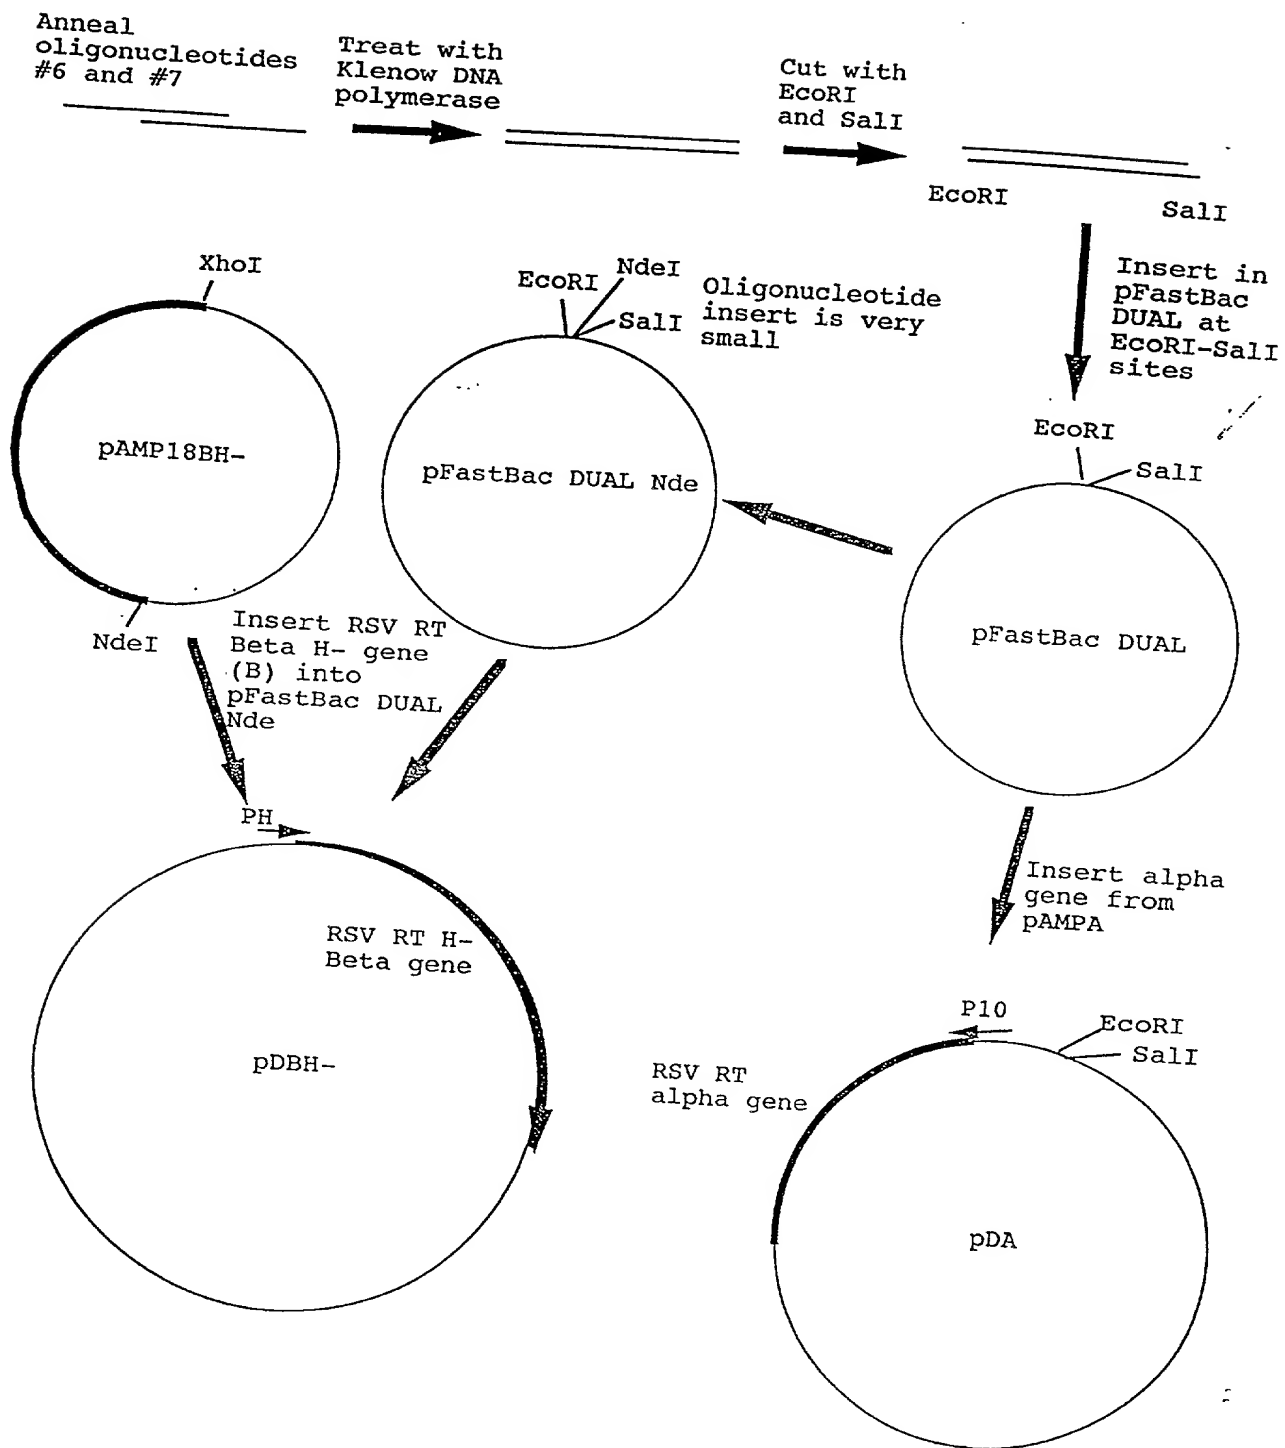 Anneal
oligonucleotides
#6 and #7
Treat with
Klenow DNA
polymerase
Cut with
EcoRI
and SalI
EcoRI
SalI
XhoI
EcoRI
NdeI
SalI
Oligonucleotide
insert is very
small
Insert in
pFastBac
DUAL at
EcoRI-SalI
sites
EcoRI
SalI
pAMP18BH-
pFastBac DUAL Nde
pFastBac DUAL
NdeI
Insert RSV RT
Beta H- gene
(B) into
pFastBac DUAL
Nde
PH
Insert alpha
gene from
pAMPA
RSV RT H-
Beta gene
pDBH-
P10
EcoRI
SalI
RSV RT
alpha gene
pDA